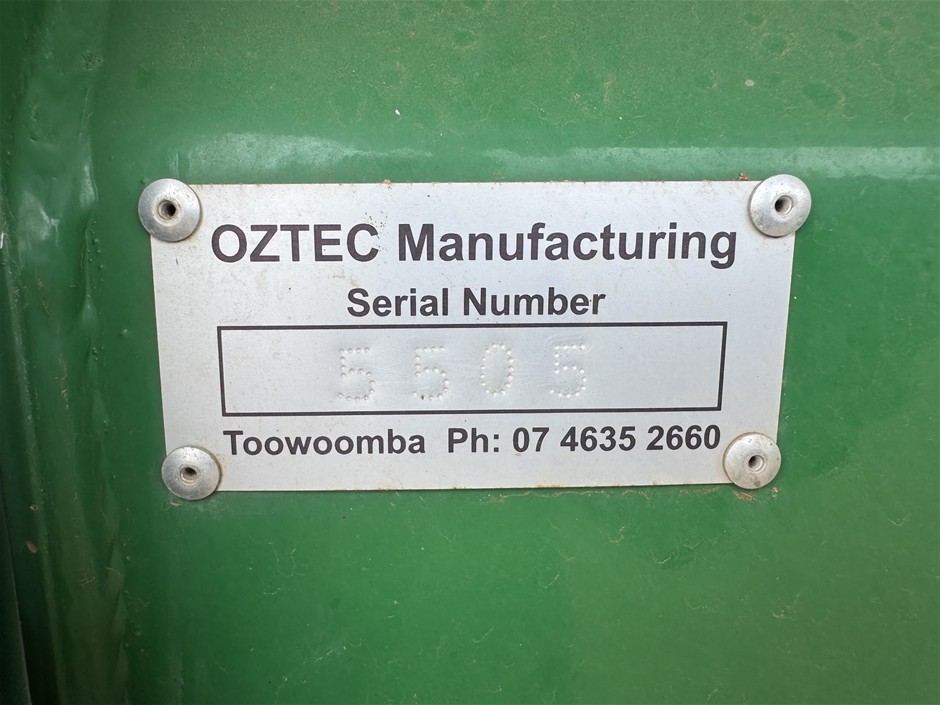 OZTEC Manufacturing
Serial Number
5505
Toowoomba Ph: 07 4635 2660